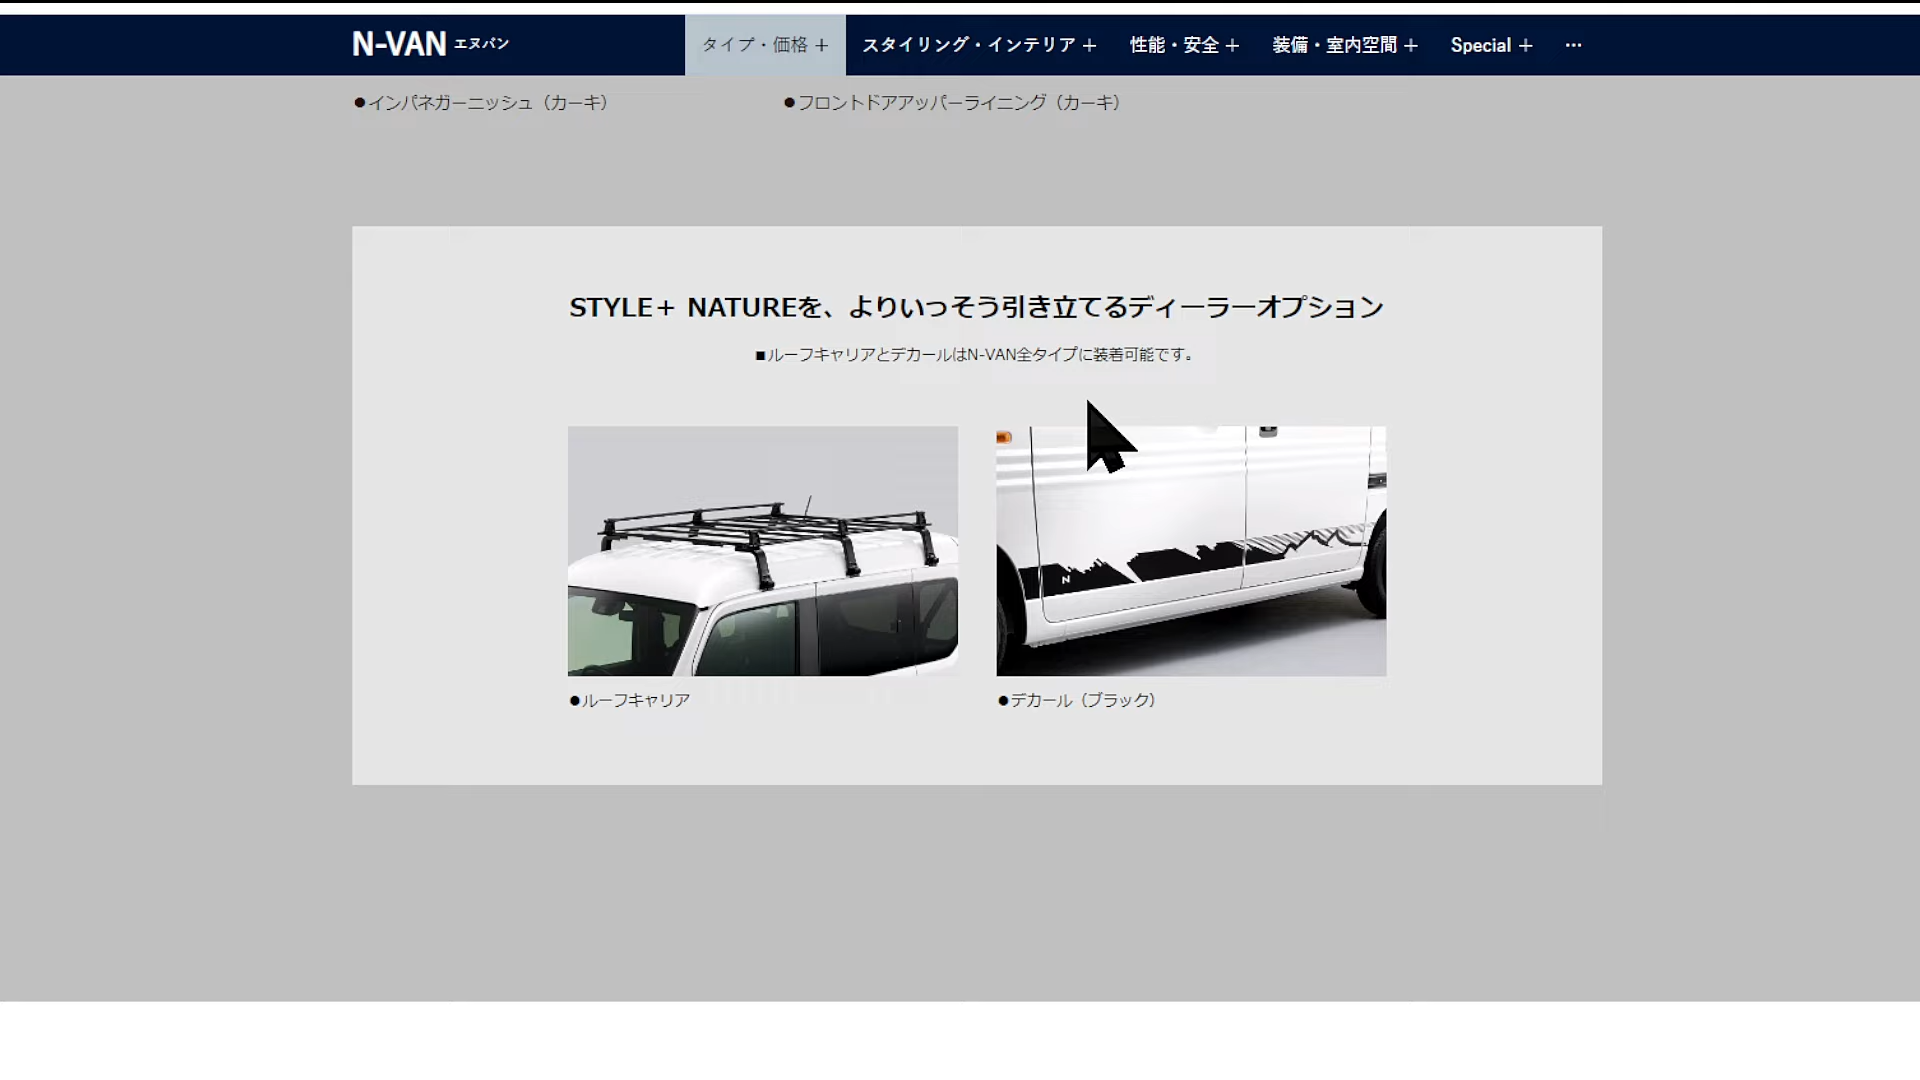 N-VAN エヌバン
タイプ・価格 ＋ スタイリング・インテリア ＋ 性能・安全 ＋ 装備・室内空間 ＋ Special ＋ …
●インパネガーニッシュ（カーキ） ●フロントドアアッパーライニング（カーキ）
STYLE＋ NATUREを、よりいっそう引き立てるディーラーオプション
■ルーフキャリアとデカールはN-VAN全タイプに装着可能です。
N
●ルーフキャリア ●デカール（ブラック）